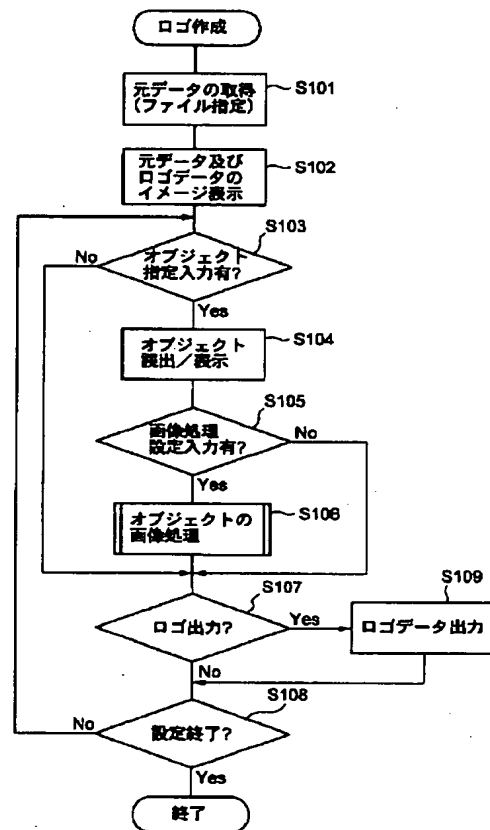 ロゴ作成
元データの取得
(ファイル指定)
S101
元データ及び
ロゴデータの
イメージ表示
S102
S103
オブジェクト
指定入力有?
No
Yes
オブジェクト
読出/表示
S104
S105
画像処理
設定入力有?
No
Yes
オブジェクトの
画像処理
S106
S107
ロゴ出力?
Yes
S109
ロゴデータ出力
No
S108
設定終了?
No
Yes
終了